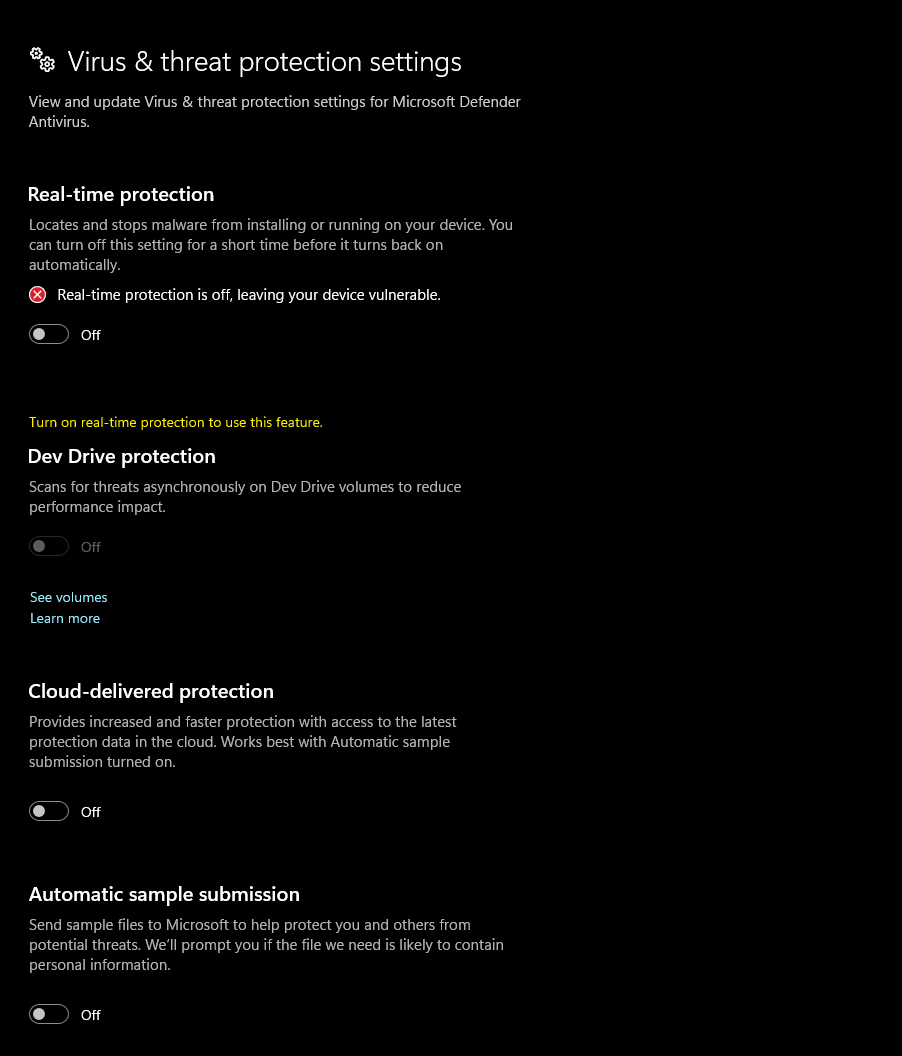 Virus & threat protection settings
View and update Virus & threat protection settings for Microsoft Defender
Antivirus.
Real-time protection
Locates and stops malware from installing or running on your device. You
can turn off this setting for a short time before it turns back on
automatically.
Real-time protection is off, leaving your device vulnerable.
Off
Turn on real-time protection to use this feature.
Dev Drive protection
Scans for threats asynchronously on Dev Drive volumes to reduce
performance impact.
Off
See volumes
Learn more
Cloud-delivered protection
Provides increased and faster protection with access to the latest
protection data in the cloud. Works best with Automatic sample
submission turned on.
Off
Automatic sample submission
Send sample files to Microsoft to help protect you and others from
potential threats. We’ll prompt you if the file we need is likely to contain
personal information.
Off